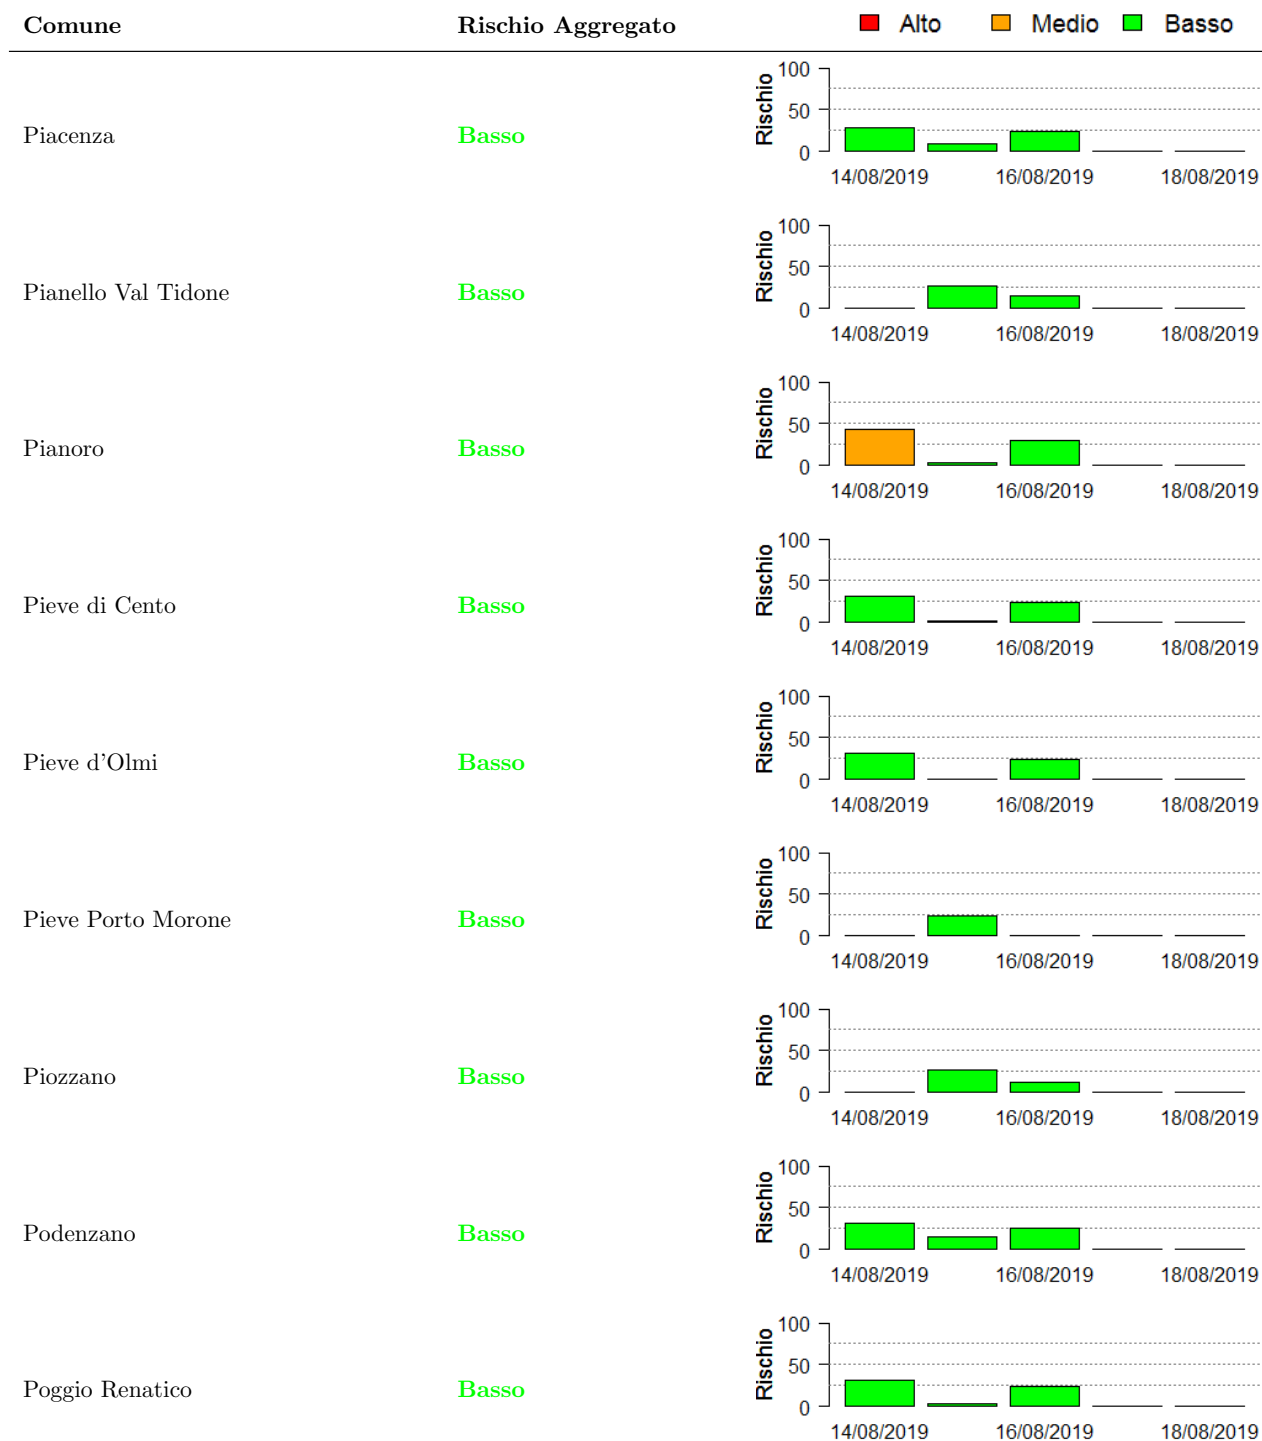 Comune Rischio Aggregato Alto Medio Basso
Piacenza Basso Rischio 100 50 0
14/08/2019 16/08/2019 18/08/2019
Pianello Val Tidone Basso Rischio 100 50 0
14/08/2019 16/08/2019 18/08/2019
Pianoro Basso Rischio 100 50 0
14/08/2019 16/08/2019 18/08/2019
Pieve di Cento Basso Rischio 100 50 0
14/08/2019 16/08/2019 18/08/2019
Pieve d'Olmi Basso Rischio 100 50 0
14/08/2019 16/08/2019 18/08/2019
Pieve Porto Morone Basso Rischio 100 50 0
14/08/2019 16/08/2019 18/08/2019
Piozzano Basso Rischio 100 50 0
14/08/2019 16/08/2019 18/08/2019
Podenzano Basso Rischio 100 50 0
14/08/2019 16/08/2019 18/08/2019
Poggio Renatico Basso Rischio 100 50 0
14/08/2019 16/08/2019 18/08/2019